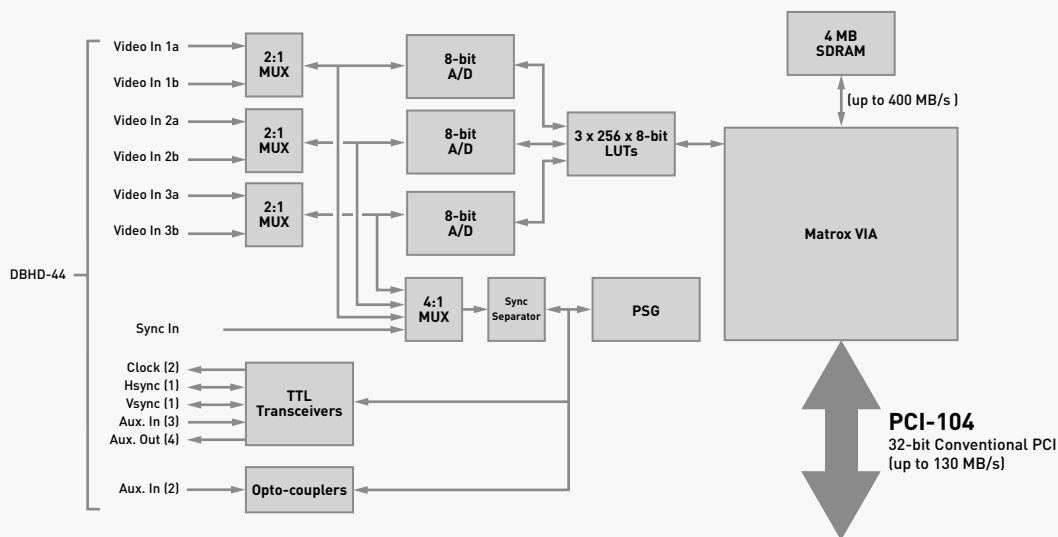 DBHD-44
Video In 1a
Video In 1b
Video In 2a
Video In 2b
Video In 3a
Video In 3b
Sync In
Clock (2)
Hsync (1)
Vsync (1)
Aux. In (3)
Aux. Out (4)
Aux. In (2)
2:1
MUX
2:1
MUX
2:1
MUX
8-bit
A/D
8-bit
A/D
8-bit
A/D
3 x 256 x 8-bit
LUTs
4 MB
SDRAM
(up to 400 MB/s )
Matrox VIA
4:1
MUX
Sync
Separator
PSG
TTL
Transceivers
Opto-couplers
PCI-104
32-bit Conventional PCI
(up to 130 MB/s)